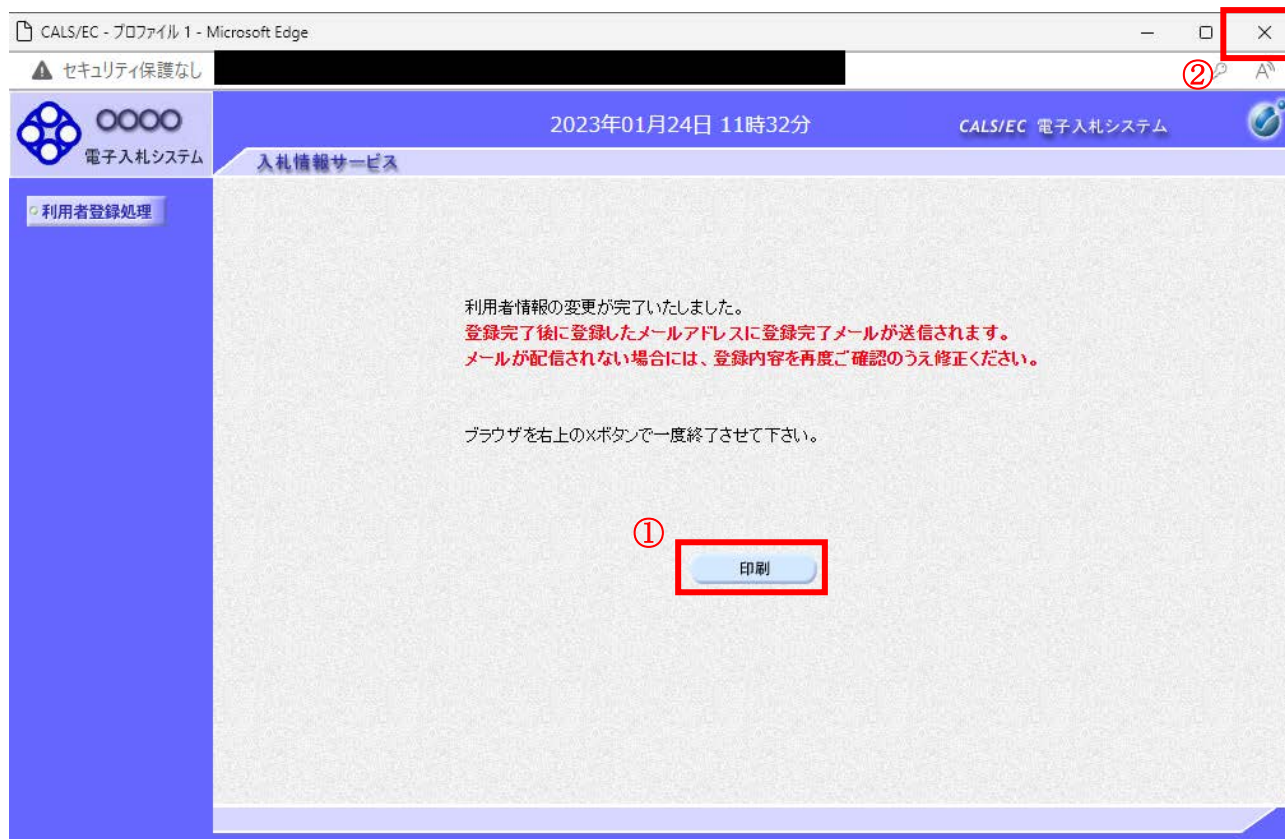 CALS/EC - プロファイル 1 - Microsoft Edge
セキュリティ保護なし
②
OOOO
電子入札システム
2023年01月24日 11時32分
CALS/EC 電子入札システム
入札情報サービス
利用者登録処理
利用者情報の変更が完了いたしました。
登録完了後に登録したメールアドレスに登録完了メールが送信されます。
メールが配信されない場合には、登録内容を再度ご確認のうえ修正ください。
ブラウザを右上の×ボタンで一度終了させて下さい。
①
印刷